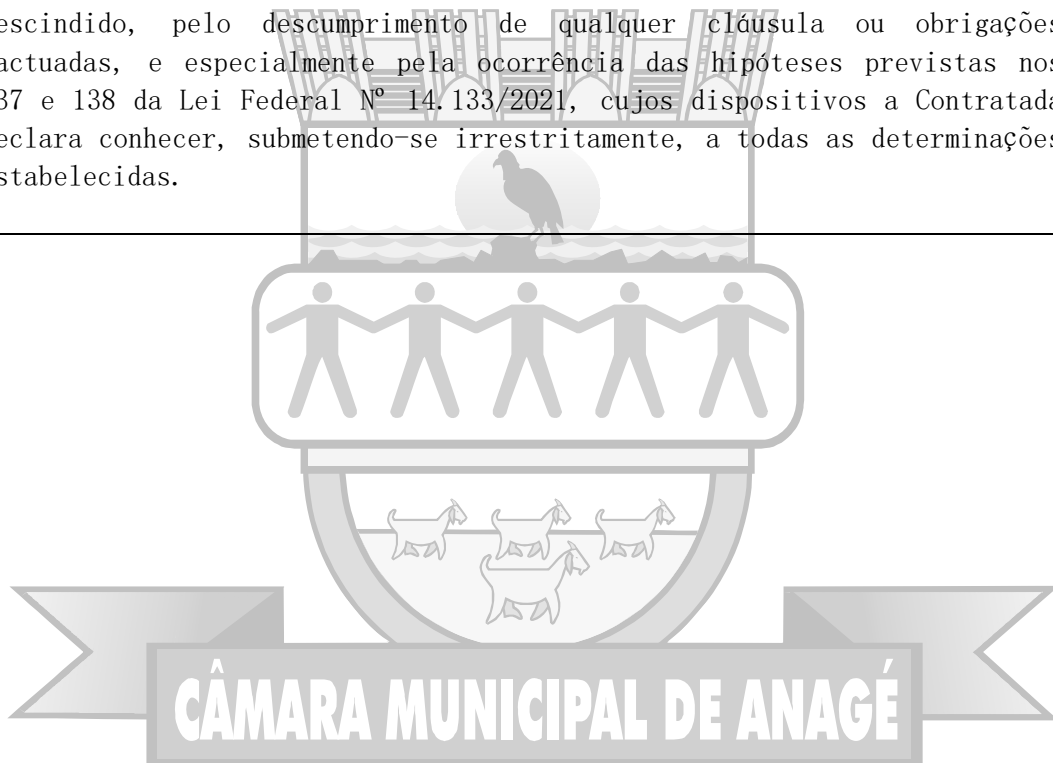 escindido, pelo descumprimento de qualquer cláusula ou obrigações
actuadas, e especialmente pela ocorrência das hipóteses previstas nos
37 e 138 da Lei Federal Nº 14.133/2021, cujos dispositivos a Contratada
eclara conhecer, submetendo-se irrestritamente, a todas as determinações
stabelecidas.
CÂMARA MUNICIPAL DE ANAGÉ